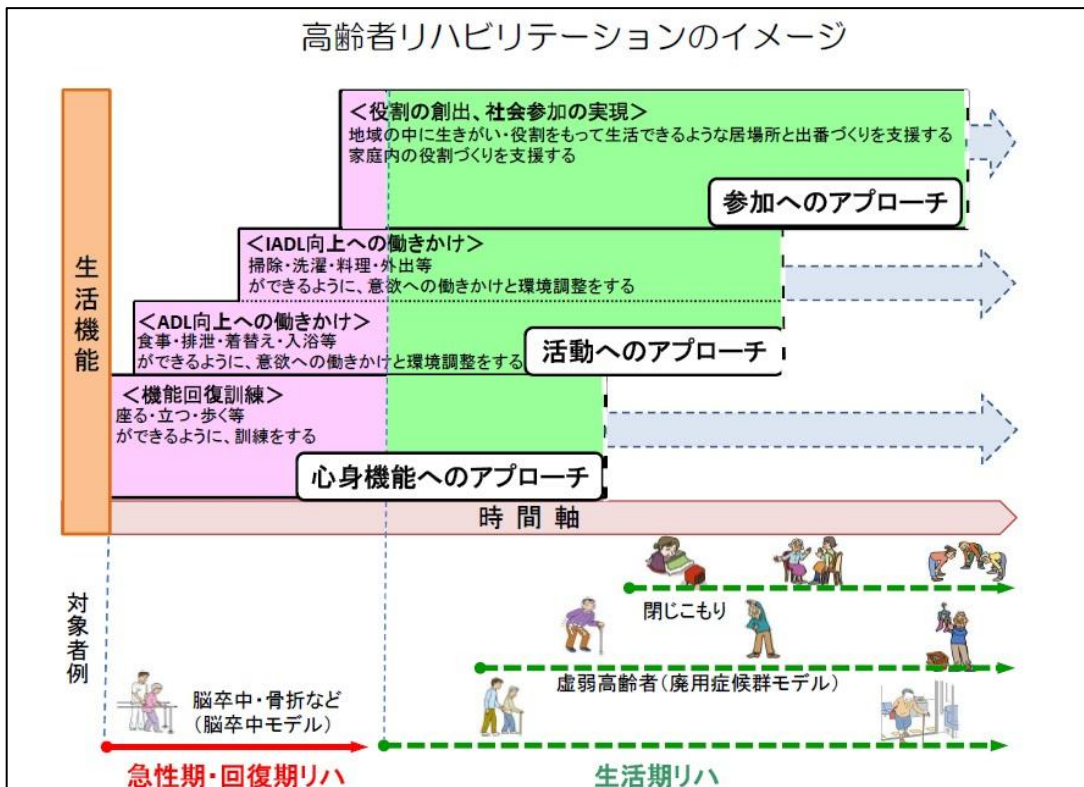 高齢者リハビリテーションのイメージ
生活機能
＜役割の創出、社会参加の実現＞
地域の中に生きがい・役割をもって生活できるような居場所と出番づくりを支援する
家庭内の役割づくりを支援する
参加へのアプローチ
＜IADL向上への働きかけ＞
掃除・洗濯・料理・外出等
ができるように、意欲への働きかけと環境調整をする
＜ADL向上への働きかけ＞
食事・排泄・着替え・入浴等
ができるように、意欲への働きかけと環境調整をする
活動へのアプローチ
＜機能回復訓練＞
座る・立つ・歩く等
ができるように、訓練をする
心身機能へのアプローチ
時間軸
対象者例
閉じこもり
虚弱高齢者（廃用症候群モデル）
脳卒中・骨折など
（脳卒中モデル）
急性期・回復期リハ
生活期リハ